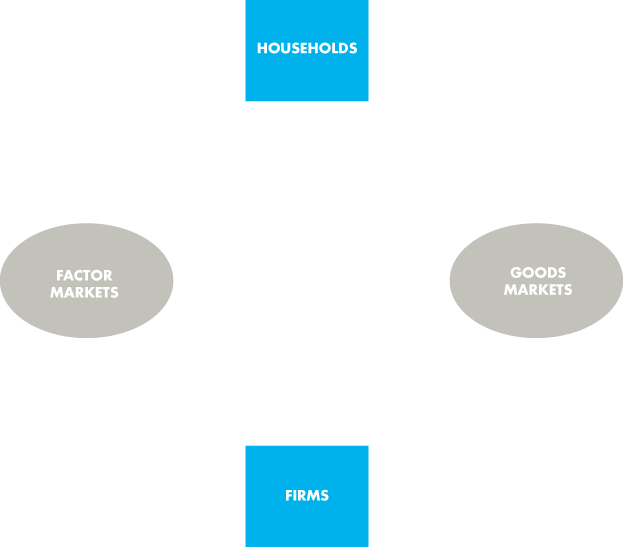 HOUSEHOLDS
FACTOR
MARKETS
GOODS
MARKETS
FIRMS